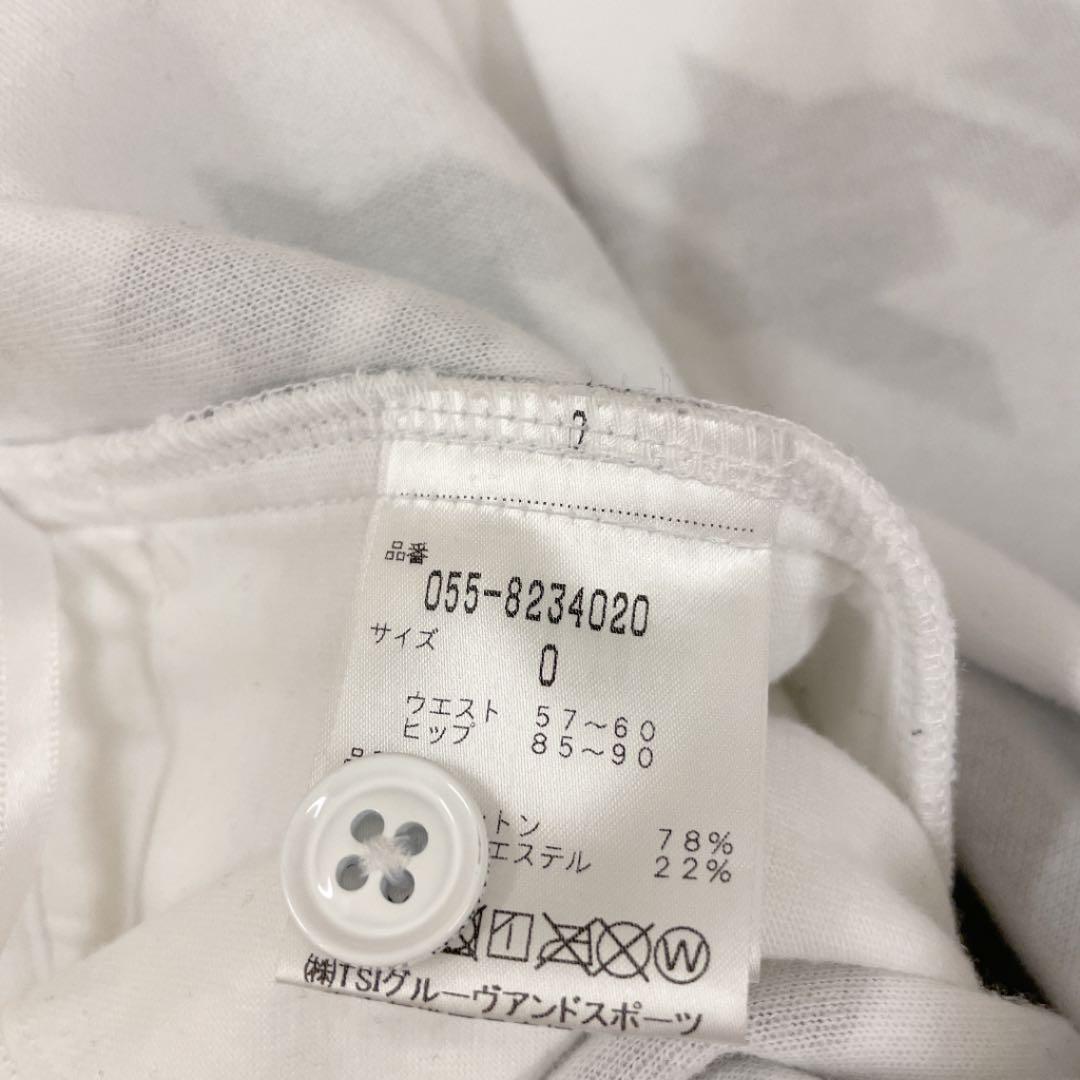 品番
055-8234020
サイズ
0
ウエスト 57～60
ヒップ 85～90
品
ットン 78%
エステル 22%
W
(株)TSIグルーヴアンドスポーツ